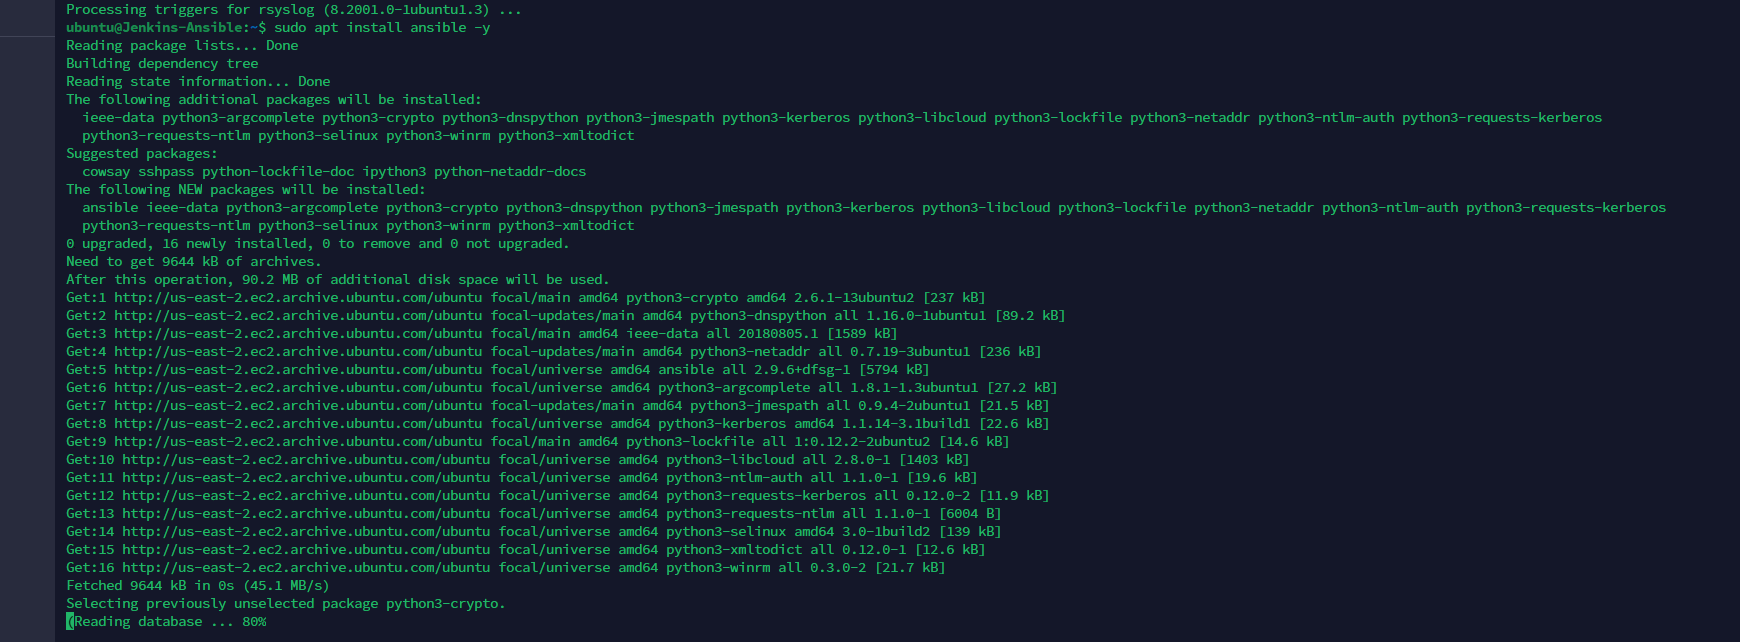 Processing triggers for rsyslog (8.2001.0-1ubuntu1.3) ...
ubuntu@Jenkins-Ansible:~$ sudo apt install ansible -y
Reading package lists... Done
Building dependency tree
Reading state information... Done
The following additional packages will be installed:
  ieee-data python3-argcomplete python3-crypto python3-dnspython python3-jmespath python3-kerberos python3-libcloud python3-lockfile python3-netaddr python3-ntlm-auth python3-requests-kerberos
  python3-requests-ntlm python3-selinux python3-winrm python3-xmltodict
Suggested packages:
  cowsay sshpass python-lockfile-doc ipython3 python-netaddr-docs
The following NEW packages will be installed:
  ansible ieee-data python3-argcomplete python3-crypto python3-dnspython python3-jmespath python3-kerberos python3-libcloud python3-lockfile python3-netaddr python3-ntlm-auth python3-requests-kerberos
  python3-requests-ntlm python3-selinux python3-winrm python3-xmltodict
0 upgraded, 16 newly installed, 0 to remove and 0 not upgraded.
Need to get 9644 kB of archives.
After this operation, 90.2 MB of additional disk space will be used.
Get:1 http://us-east-2.ec2.archive.ubuntu.com/ubuntu focal/main amd64 python3-crypto amd64 2.6.1-13ubuntu2 [237 kB]
Get:2 http://us-east-2.ec2.archive.ubuntu.com/ubuntu focal-updates/main amd64 python3-dnspython all 1.16.0-1ubuntu1 [89.2 kB]
Get:3 http://us-east-2.ec2.archive.ubuntu.com/ubuntu focal/main amd64 ieee-data all 20180805.1 [1589 kB]
Get:4 http://us-east-2.ec2.archive.ubuntu.com/ubuntu focal-updates/main amd64 python3-netaddr all 0.7.19-3ubuntu1 [236 kB]
Get:5 http://us-east-2.ec2.archive.ubuntu.com/ubuntu focal/universe amd64 ansible all 2.9.6+dfsg-1 [5794 kB]
Get:6 http://us-east-2.ec2.archive.ubuntu.com/ubuntu focal/universe amd64 python3-argcomplete all 1.8.1-1.3ubuntu1 [27.2 kB]
Get:7 http://us-east-2.ec2.archive.ubuntu.com/ubuntu focal-updates/main amd64 python3-jmespath all 0.9.4-2ubuntu1 [21.5 kB]
Get:8 http://us-east-2.ec2.archive.ubuntu.com/ubuntu focal/universe amd64 python3-kerberos amd64 1.1.14-3.1build1 [22.6 kB]
Get:9 http://us-east-2.ec2.archive.ubuntu.com/ubuntu focal/main amd64 python3-lockfile all 1:0.12.2-2ubuntu2 [14.6 kB]
Get:10 http://us-east-2.ec2.archive.ubuntu.com/ubuntu focal/universe amd64 python3-libcloud all 2.8.0-1 [1403 kB]
Get:11 http://us-east-2.ec2.archive.ubuntu.com/ubuntu focal/universe amd64 python3-ntlm-auth all 1.1.0-1 [19.6 kB]
Get:12 http://us-east-2.ec2.archive.ubuntu.com/ubuntu focal/universe amd64 python3-requests-kerberos all 0.12.0-2 [11.9 kB]
Get:13 http://us-east-2.ec2.archive.ubuntu.com/ubuntu focal/universe amd64 python3-requests-ntlm all 1.1.0-1 [6004 B]
Get:14 http://us-east-2.ec2.archive.ubuntu.com/ubuntu focal/universe amd64 python3-selinux amd64 3.0-1build2 [139 kB]
Get:15 http://us-east-2.ec2.archive.ubuntu.com/ubuntu focal/universe amd64 python3-xmltodict all 0.12.0-1 [12.6 kB]
Get:16 http://us-east-2.ec2.archive.ubuntu.com/ubuntu focal/universe amd64 python3-winrm all 0.3.0-2 [21.7 kB]
Fetched 9644 kB in 0s (45.1 MB/s)
Selecting previously unselected package python3-crypto.
(Reading database ... 80%